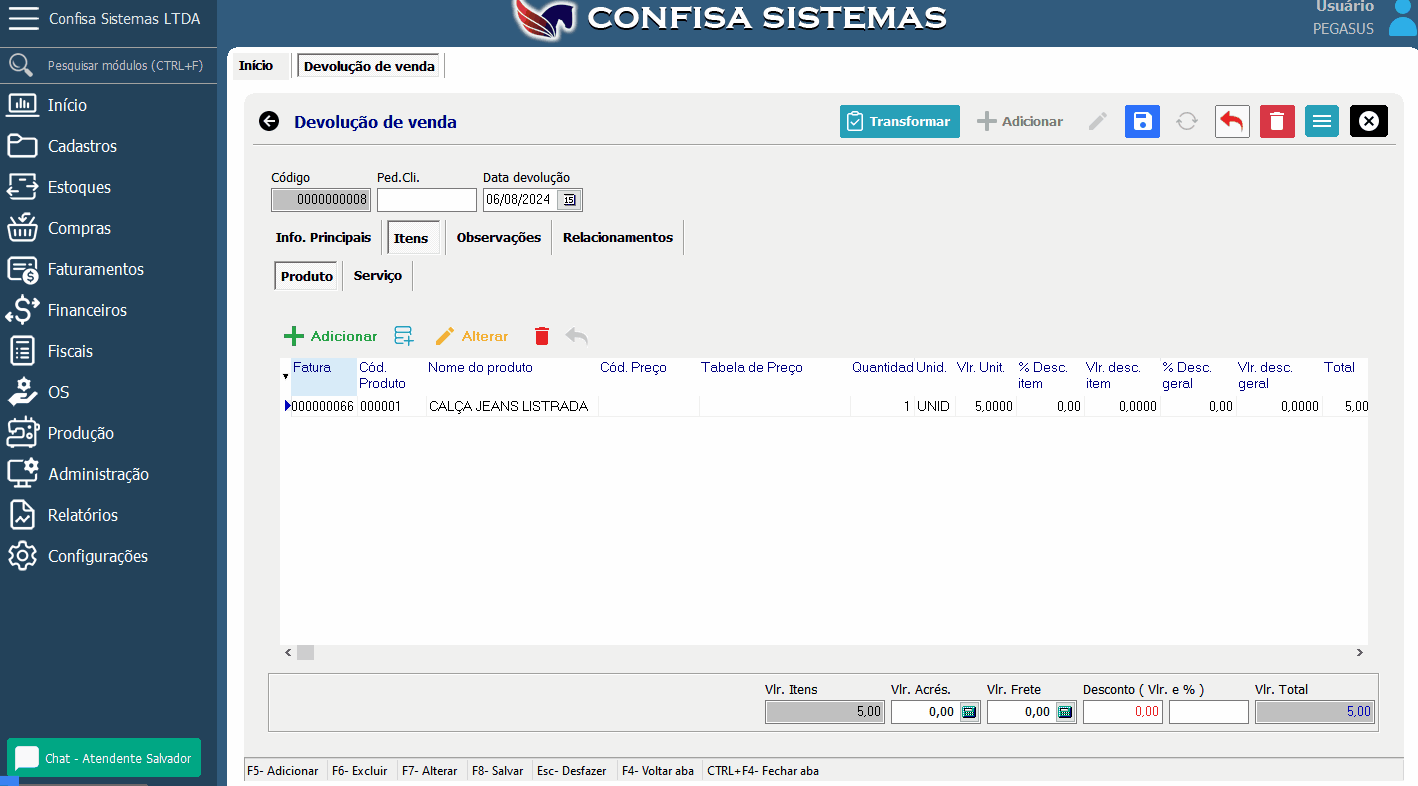 Confisa Sistemas LTDA
CONFISA SISTEMAS
Usuário
PEGASUS
Pesquisar módulos (CTRL+F)
Início
Cadastros
Estoques
Compras
Faturamentos
Financeiros
Fiscais
OS
Produção
Administração
Relatórios
Configurações
Chat - Atendente Salvador
Início Devolução de venda
Devolução de venda Transformar Adicionar
Código Ped.Cli. Data devolução
0000000008 06/08/2024 15
Info. Principais Itens Observações Relacionamentos
Produto Serviço
Adicionar Alterar
Fatura Cód. Produto Nome do produto Cód. Preço Tabela de Preço Quantidad Unid. Vlr. Unit. % Desc. item Vlr. desc. item % Desc. geral Vlr. desc. geral Total
000000066 000001 CALÇA JEANS LISTRADA 1 UNID 5,0000 0,00 0,0000 0,00 0,0000 5,00
Vlr. Itens Vlr. Acrés. Vlr. Frete Desconto ( Vlr. e % ) Vlr. Total
5,00 0,00 0,00 0,00 5,00
F5- Adicionar F6- Excluir F7- Alterar F8- Salvar Esc- Desfazer F4- Voltar aba CTRL+F4- Fechar aba